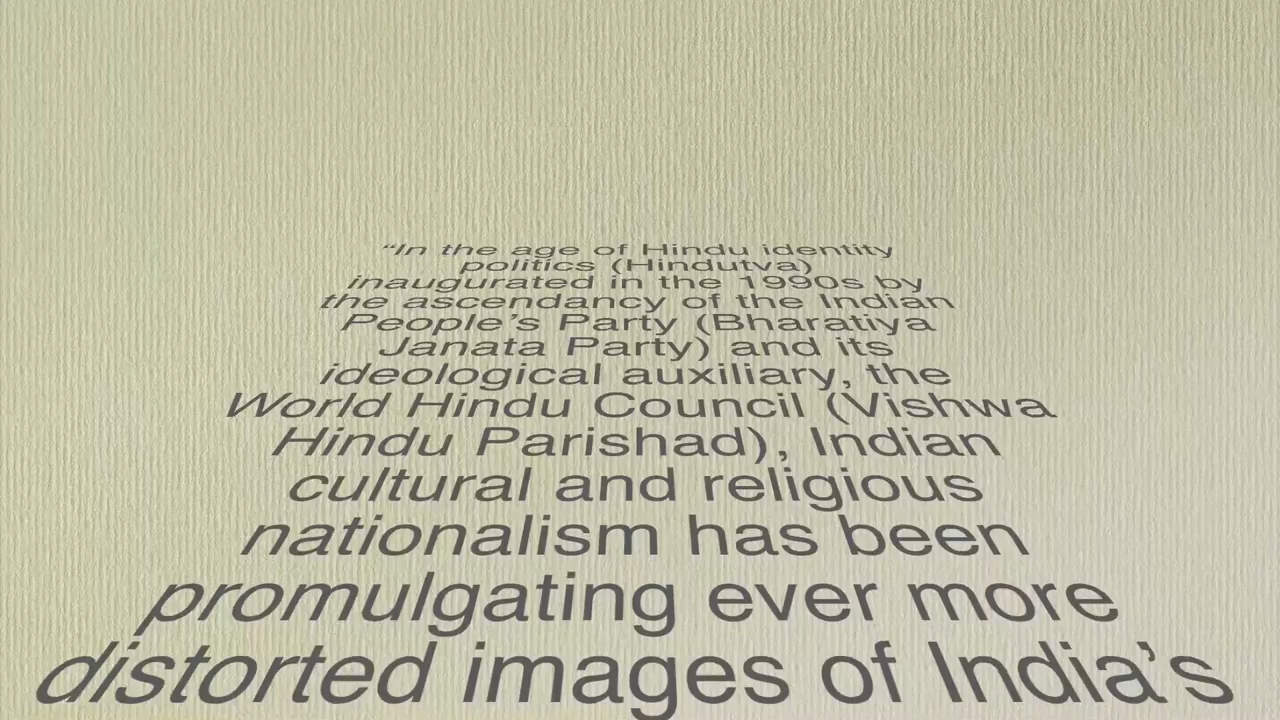 “In the age of Hindu identity
politics (Hindutva)
inaugurated in the 1990s by
the ascendancy of the Indian
People’s Party (Bharatiya
Janata Party) and its
ideological auxiliary, the
World Hindu Council (Vishwa
Hindu Parishad), Indian
cultural and religious
nationalism has been
promulgating ever more
distorted images of India’s